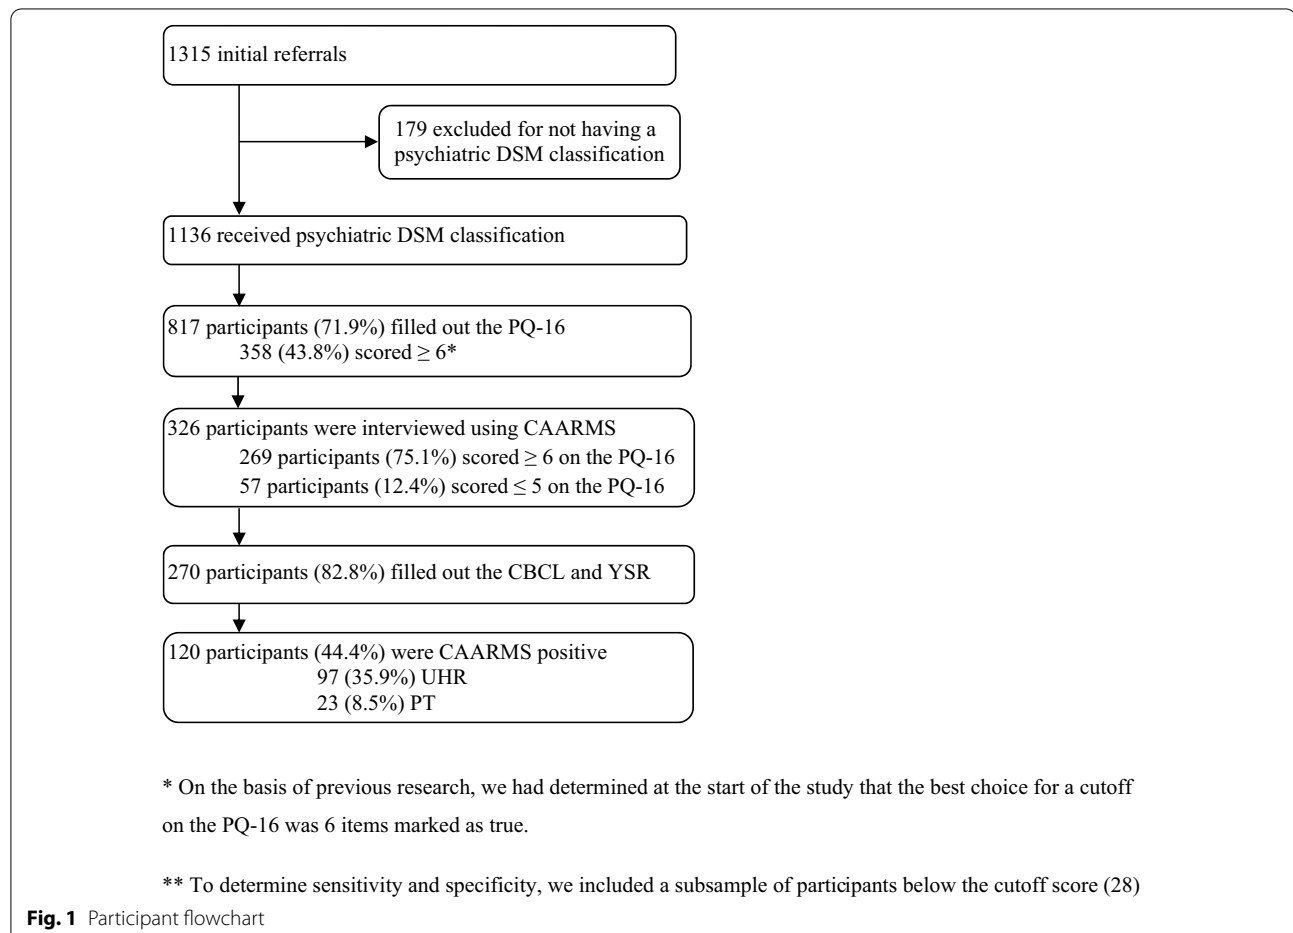 1315 initial referrals
179 excluded for not having a
psychiatric DSM classification
1136 received psychiatric DSM classification
817 participants (71.9%) filled out the PQ-16
358 (43.8%) scored ≥ 6*
326 participants were interviewed using CAARMS
269 participants (75.1%) scored ≥ 6 on the PQ-16
57 participants (12.4%) scored ≤ 5 on the PQ-16
270 participants (82.8%) filled out the CBCL and YSR
120 participants (44.4%) were CAARMS positive
97 (35.9%) UHR
23 (8.5%) PT
* On the basis of previous research, we had determined at the start of the study that the best choice for a cutoff
on the PQ-16 was 6 items marked as true.
** To determine sensitivity and specificity, we included a subsample of participants below the cutoff score (28)
Fig. 1 Participant flowchart